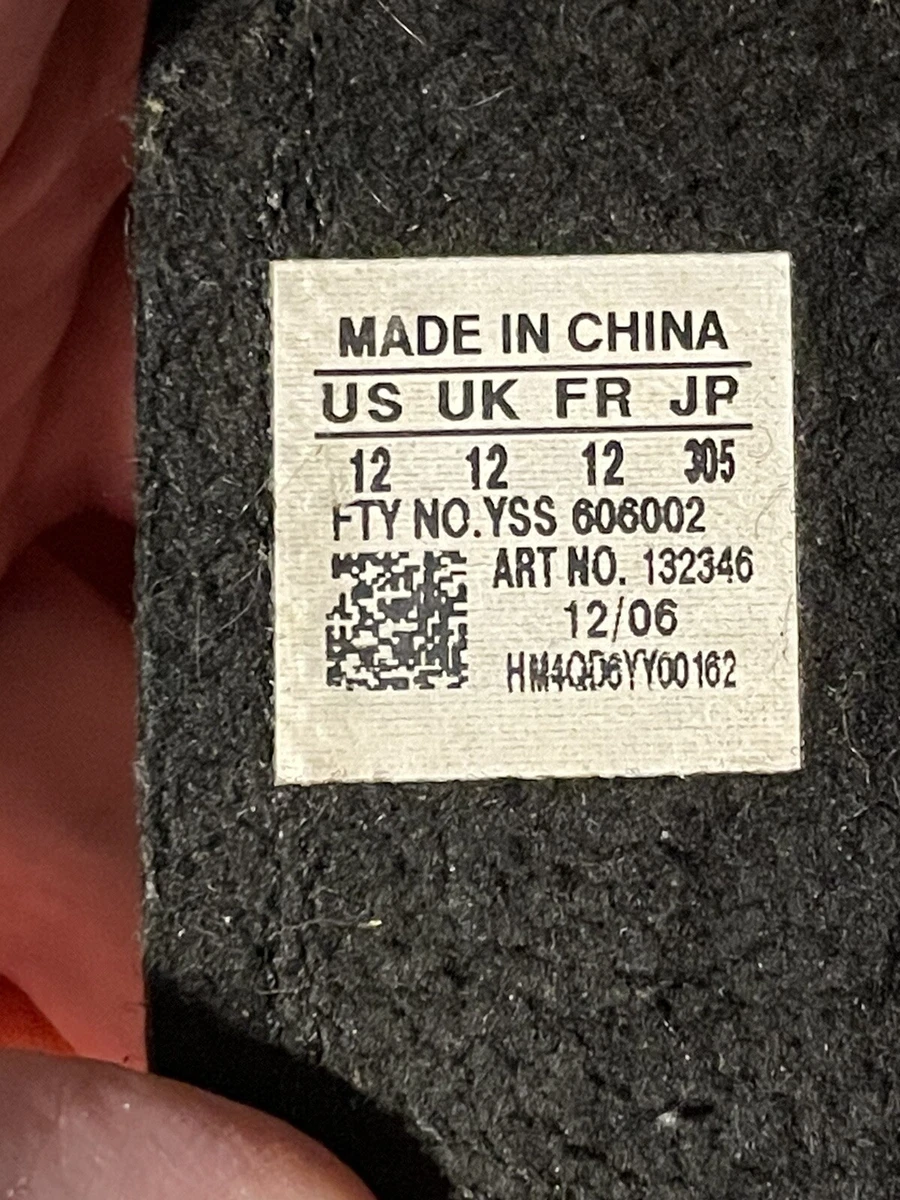 MADE IN CHINA
US UK FR JP
12 12 12 305
FTY NO.YSS 606002
ART NO. 132346
12/06
HM4QD6YY00162